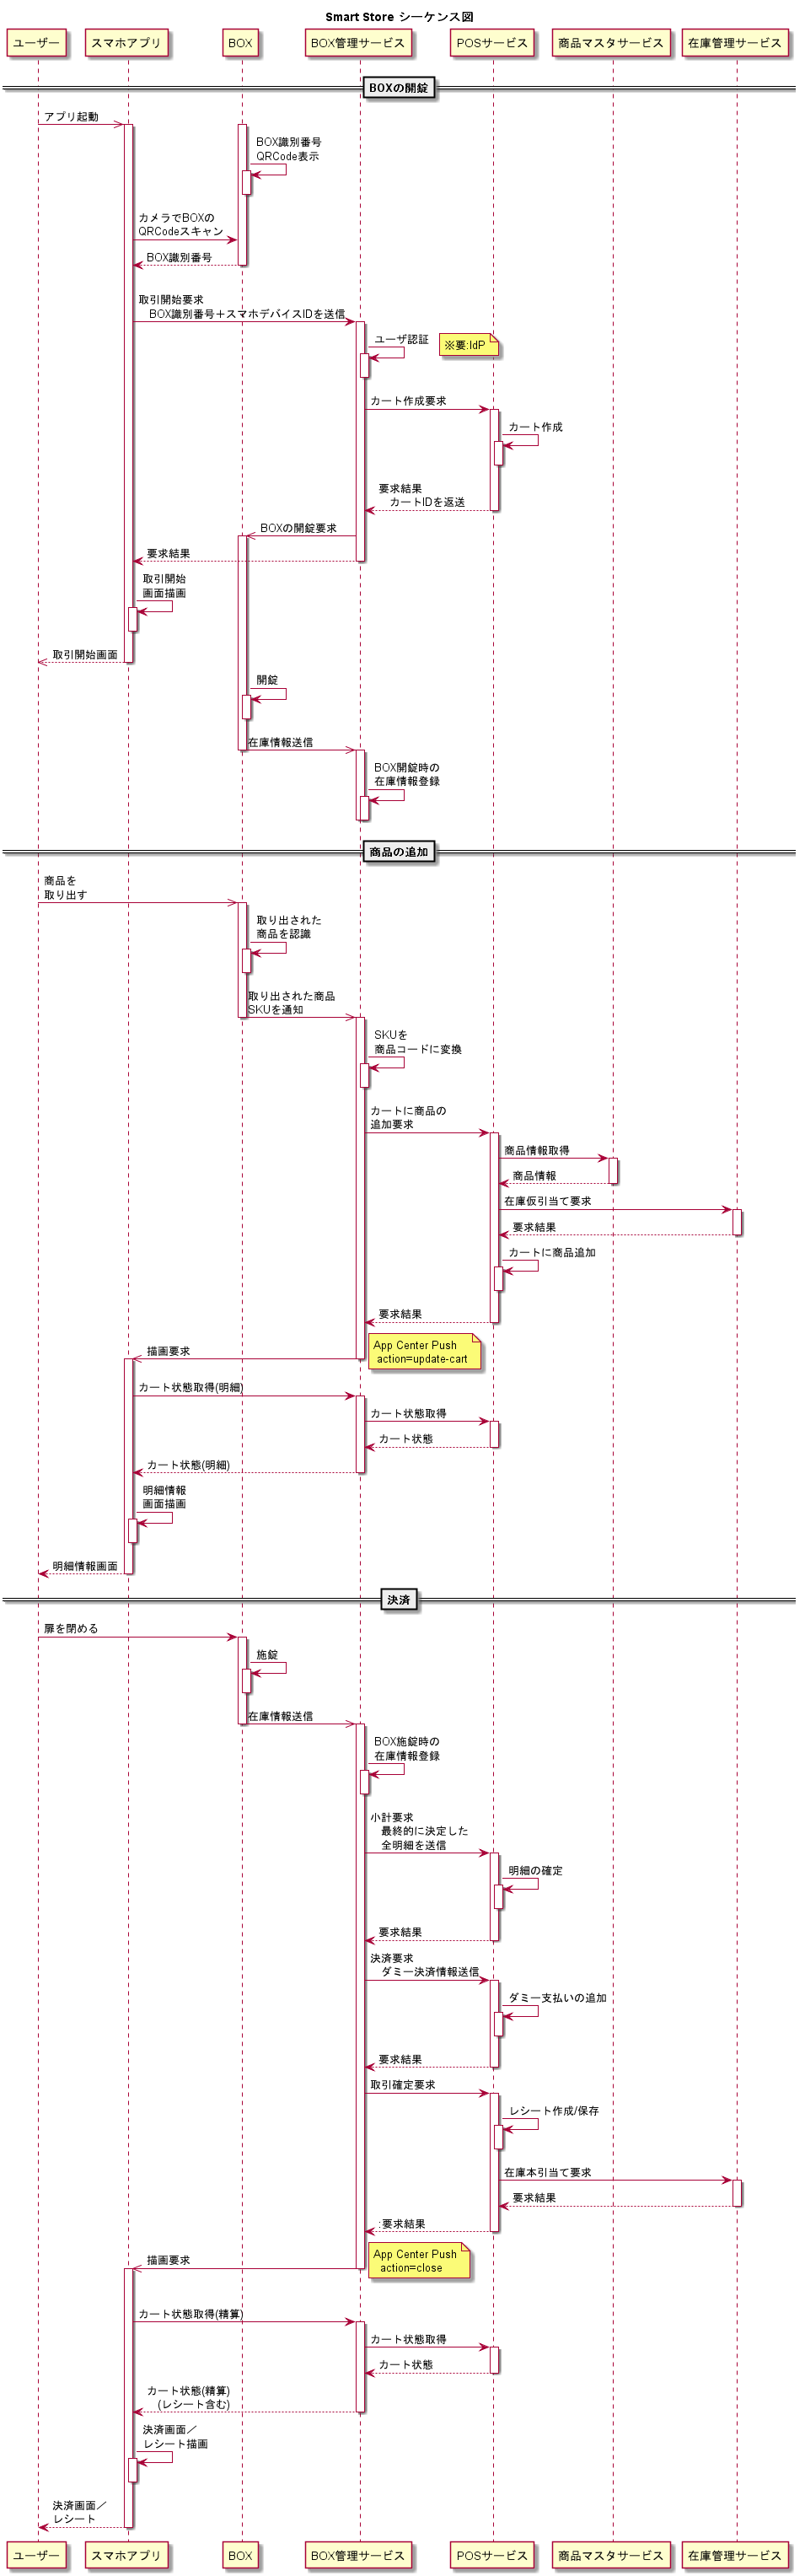 Smart Store シーケンス図
ユーザー スマホアプリ BOX BOX管理サービス POSサービス 商品マスタサービス 在庫管理サービス
BOXの開錠
アプリ起動
BOX識別番号
QRCode表示
カメラでBOXの
QRCodeスキャン
BOX識別番号
取引開始要求
BOX識別番号＋スマホデバイスIDを送信
ユーザ認証
※要:IdP
カート作成要求
カート作成
要求結果
カートIDを返送
BOXの開錠要求
要求結果
取引開始
画面描画
取引開始画面
開錠
在庫情報送信
BOX開錠時の
在庫情報登録
商品の追加
商品を
取り出す
取り出された
商品を認識
取り出された商品
SKUを通知
SKUを
商品コードに変換
カートに商品の
追加要求
商品情報取得
商品情報
在庫仮引当て要求
要求結果
カートに商品追加
要求結果
App Center Push
action=update-cart
描画要求
カート状態取得(明細)
カート状態取得
カート状態
カート状態(明細)
明細情報
画面描画
明細情報画面
決済
扉を閉める
施錠
在庫情報送信
BOX施錠時の
在庫情報登録
小計要求
最終的に決定した
全明細を送信
明細の確定
要求結果
決済要求
ダミー決済情報送信
ダミー支払いの追加
要求結果
取引確定要求
レシート作成/保存
在庫本引当て要求
要求結果
:要求結果
App Center Push
action=close
描画要求
カート状態取得(精算)
カート状態取得
カート状態
カート状態(精算)
(レシート含む)
決済画面／
レシート描画
決済画面／
レシート
ユーザー スマホアプリ BOX BOX管理サービス POSサービス 商品マスタサービス 在庫管理サービス